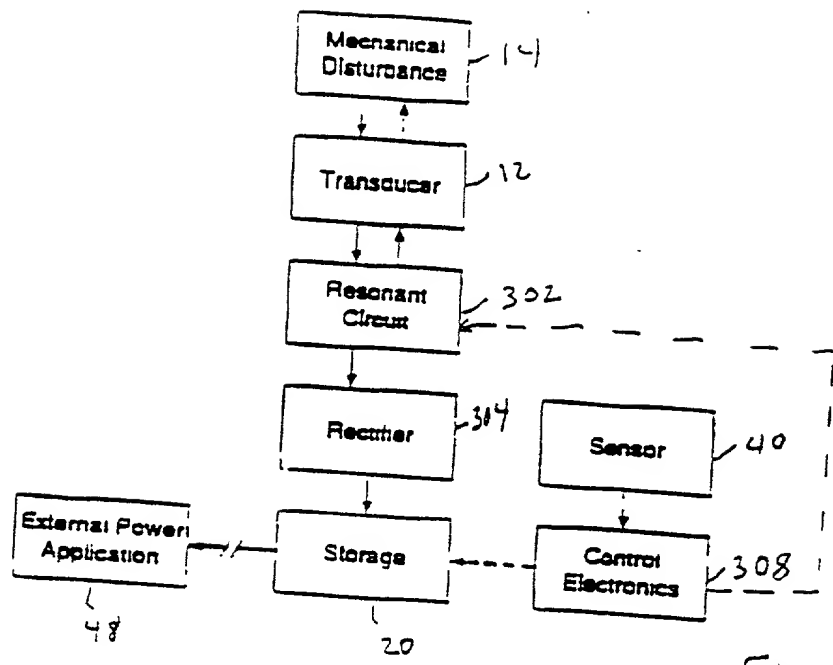 Mechanical
Disturbance
14
Transducer
12
Resonant
Circuit
302
Rectifier
304
Sensor
40
External Power
Application
48
Storage
20
Control
Electronics
308